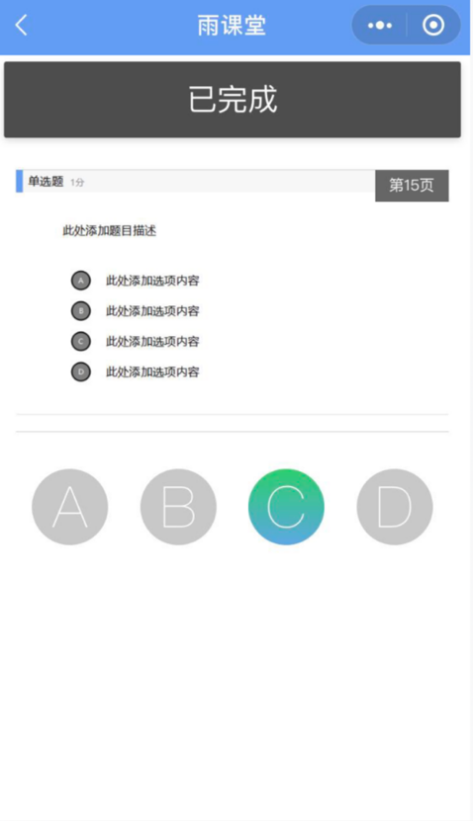 雨课堂
已完成
单选题 1分
第15页
此处添加题目描述
A 此处添加选项内容
B 此处添加选项内容
C 此处添加选项内容
D 此处添加选项内容
A B C D